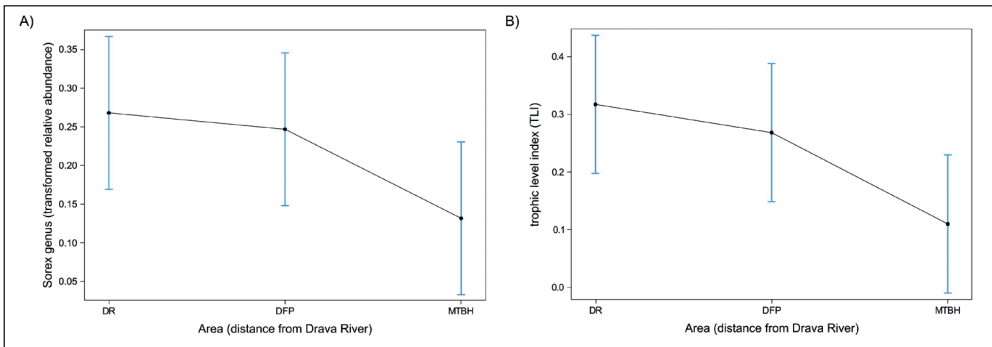 A)
Sorex genus (transformed relative abundance)
0.35
0.30
0.25
0.20
0.15
0.10
0.05
DR
DFP
MTBH
Area (distance from Drava River)
B)
trophic level index (TLI)
0.4
0.3
0.2
0.1
0.0
DR
DFP
MTBH
Area (distance from Drava River)